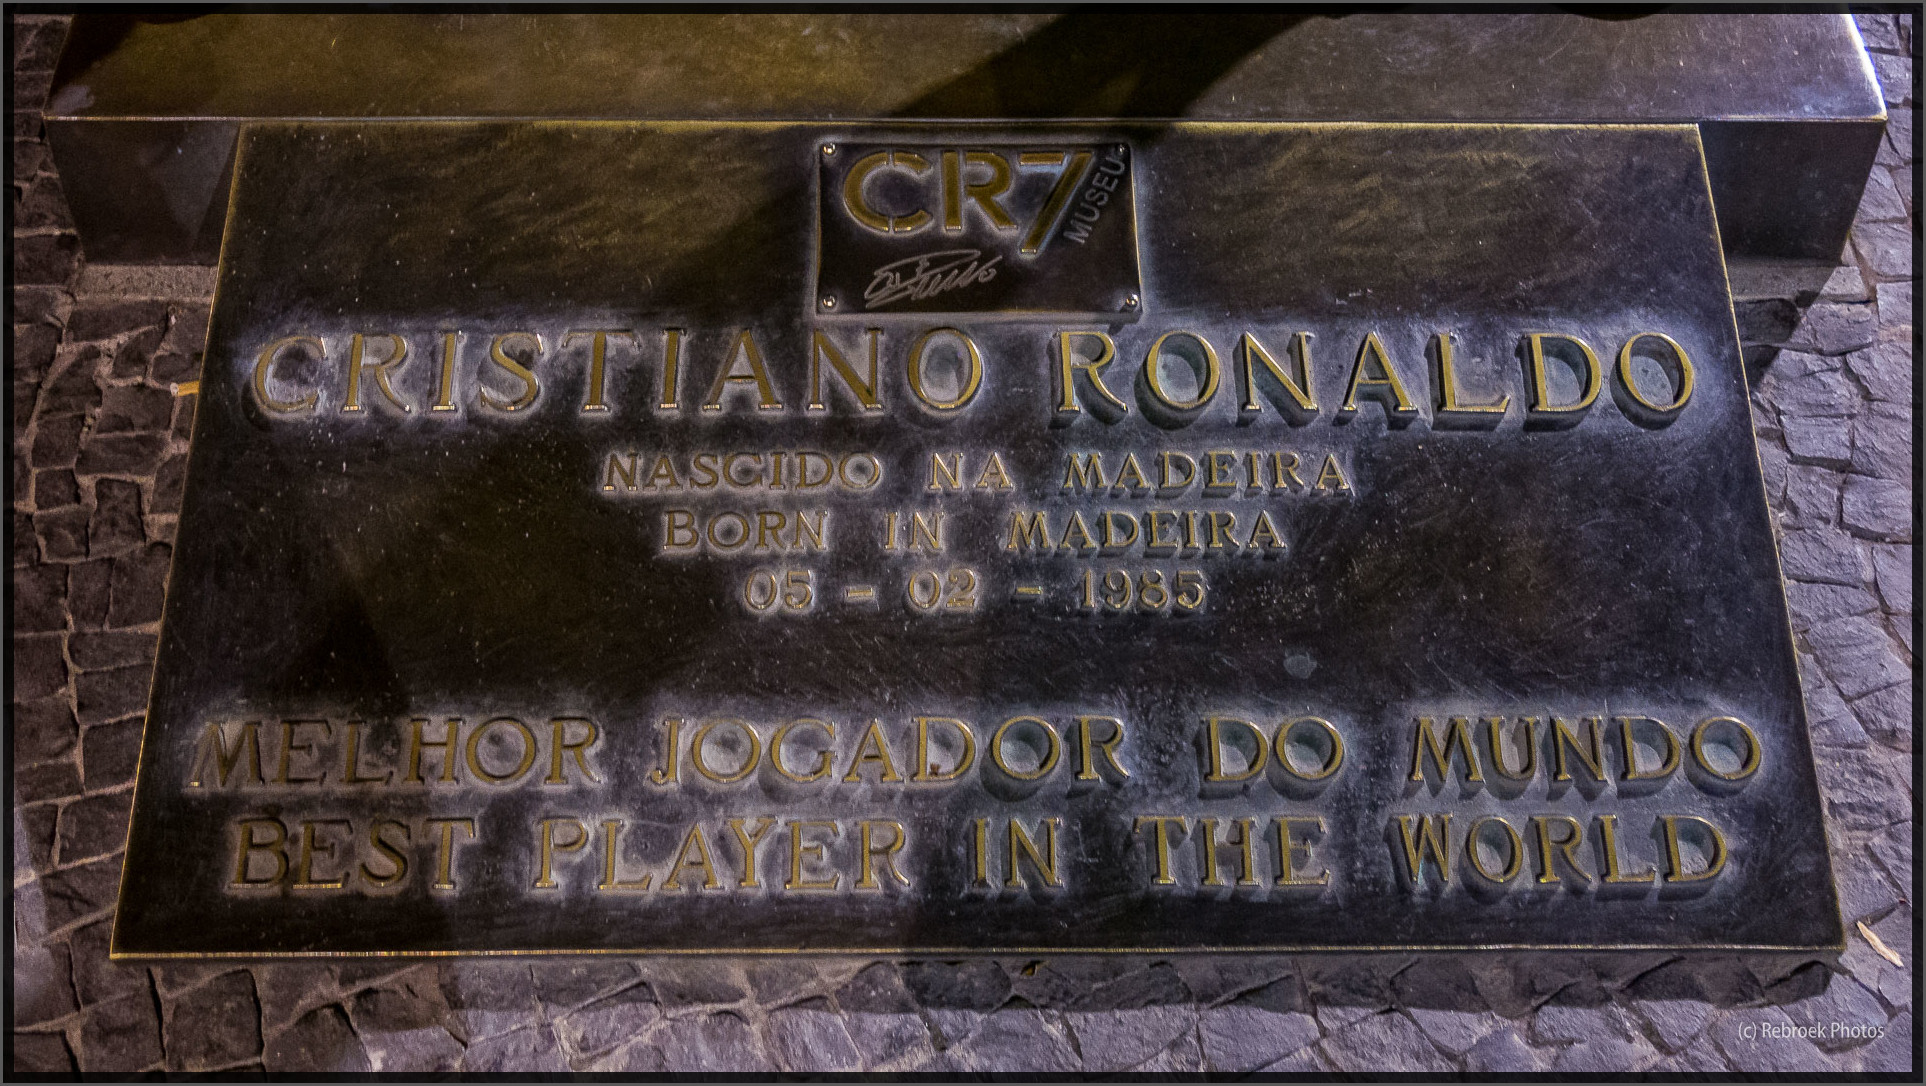 CR7
MUSEU
CRISTIANO RONALDO
NASCIDO NA MADEIRA
BORN IN MADEIRA
05 - 02 - 1985
MELHOR JOGADOR DO MUNDO
BEST PLAYER IN THE WORLD
(c) Rebroek Photos